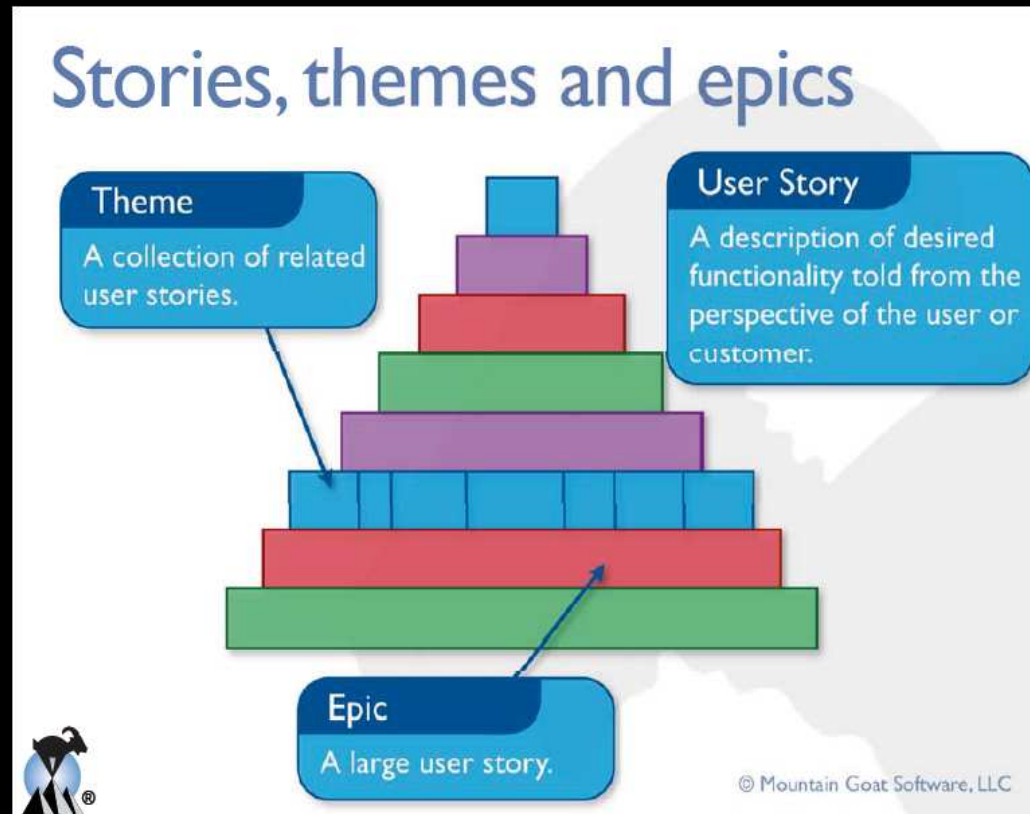 Stories, themes and epics
Theme
A collection of related
user stories.
User Story
A description of desired
functionality told from the
perspective of the user or
customer.
Epic
A large user story.
®
© Mountain Goat Software, LLC